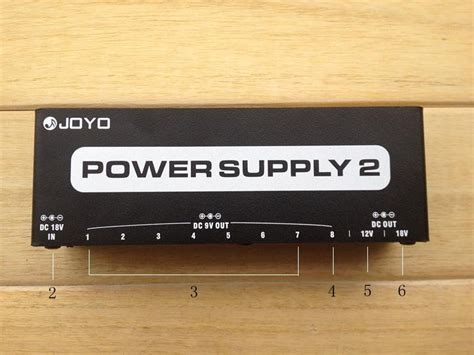 JOYO
POWER SUPPLY 2
DC 18V
IN
DC 9V OUT
1 2 3 4 5 6 7 8
DC OUT
12V | 18V
2 3 4 5 6